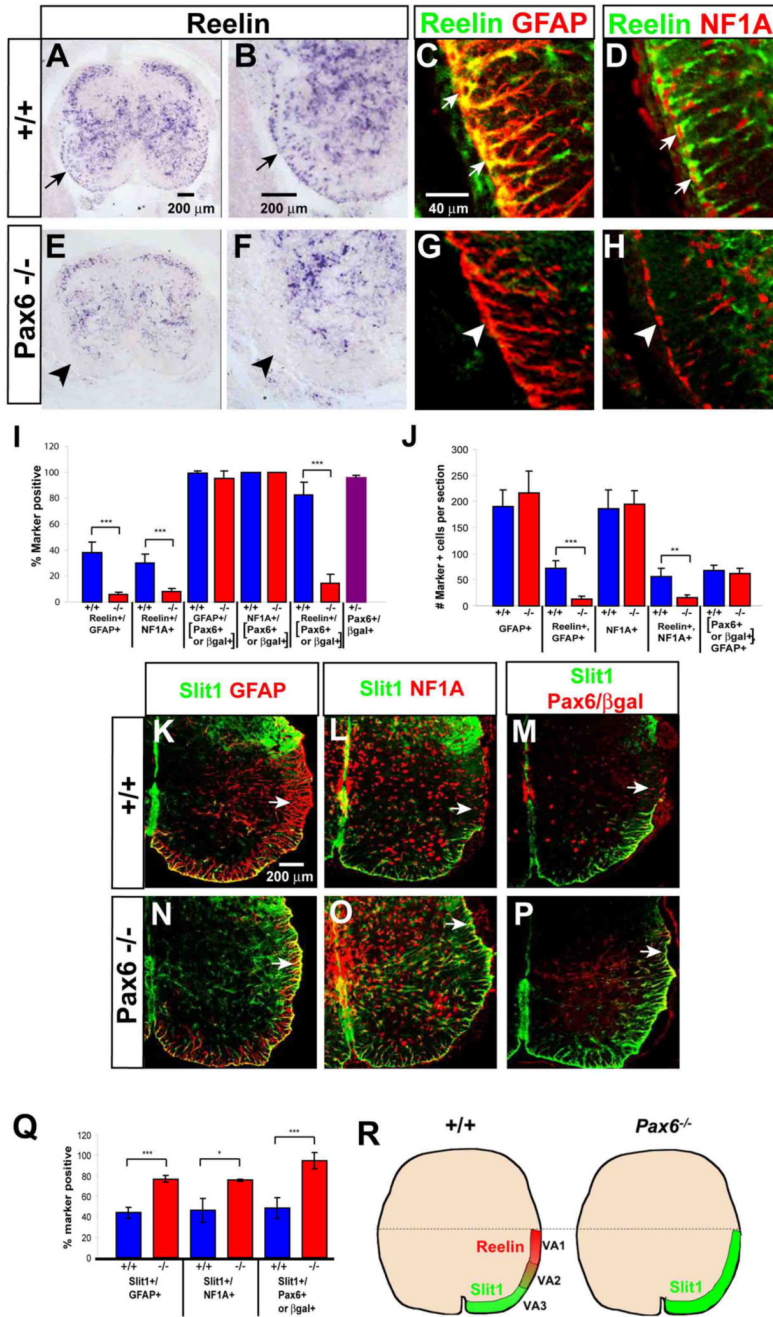 Reelin
Reelin GFAP
Reelin NF1A
+/+
A
B
C
D
200 μm
200 μm
40 μm
Pax6 -/-
E
F
G
H
I
J
% Marker positive
120
100
80
60
40
20
0
***
***
***
+/+ -/- +/+ -/- +/+ -/- +/+ -/- +/+ -/- +/-
Reelin+/ GFAP+
Reelin+/ NF1A+
GFAP+/ [Pax6+ or βgal+]
NF1A+/ [Pax6+ or βgal+]
Reelin+/ [Pax6+ or βgal+]
Pax6+/ βgal+
# Marker + cells per section
300
250
200
150
100
50
0
***
**
+/+ -/- +/+ -/- +/+ -/- +/+ -/- +/+ -/-
GFAP+
Reelin+, GFAP+
NF1A+
Reelin+, NF1A+
[Pax6+ or βgal+], GFAP+
Slit1 GFAP
Slit1 NF1A
Slit1
Pax6/βgal
+/+
K
L
M
200 μm
Pax6 -/-
N
O
P
Q
% marker positive
120
100
80
60
40
20
0
***
*
***
+/+ -/- +/+ -/- +/+ -/-
Slit1+/ GFAP+
Slit1+/ NF1A+
Slit1+/ Pax6+ or βgal+
R
+/+
Pax6-/-
Reelin
VA1
VA2
Slit1
VA3
Slit1